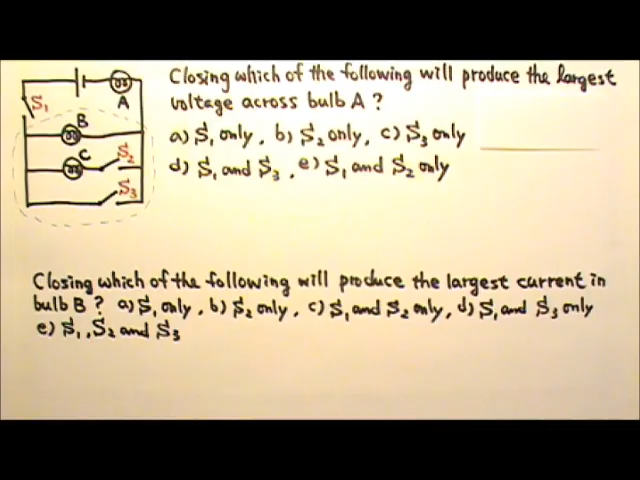 Closing which of the following will produce the largest
voltage across bulb A ?
a) S₁ only , b) S₂ only, c) S₃ only
d) S₁ and S₃ , e) S₁ and S₂ only
S₁
A
B
C
S₂
S₃
Closing which of the following will produce the largest current in
bulb B ? a) S₁ only , b) S₂ only, c) S₁ and S₂ only, d) S₁ and S₃ only
e) S₁ , S₂ and S₃